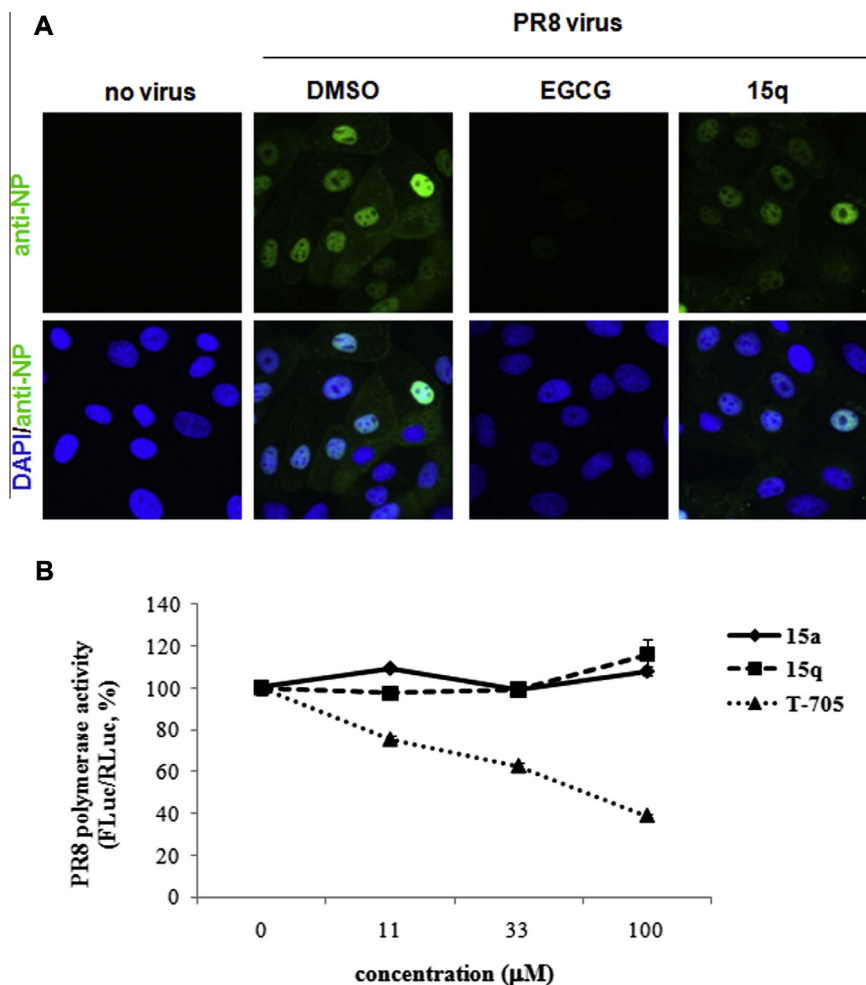 A
PR8 virus
no virus
DMSO
EGCG
15q
anti-NP
DAPI/anti-NP
B
PR8 polymerase activity
(FLuc/RLuc, %)
140
120
100
80
60
40
20
0
0
11
33
100
concentration (µM)
15a
15q
T-705